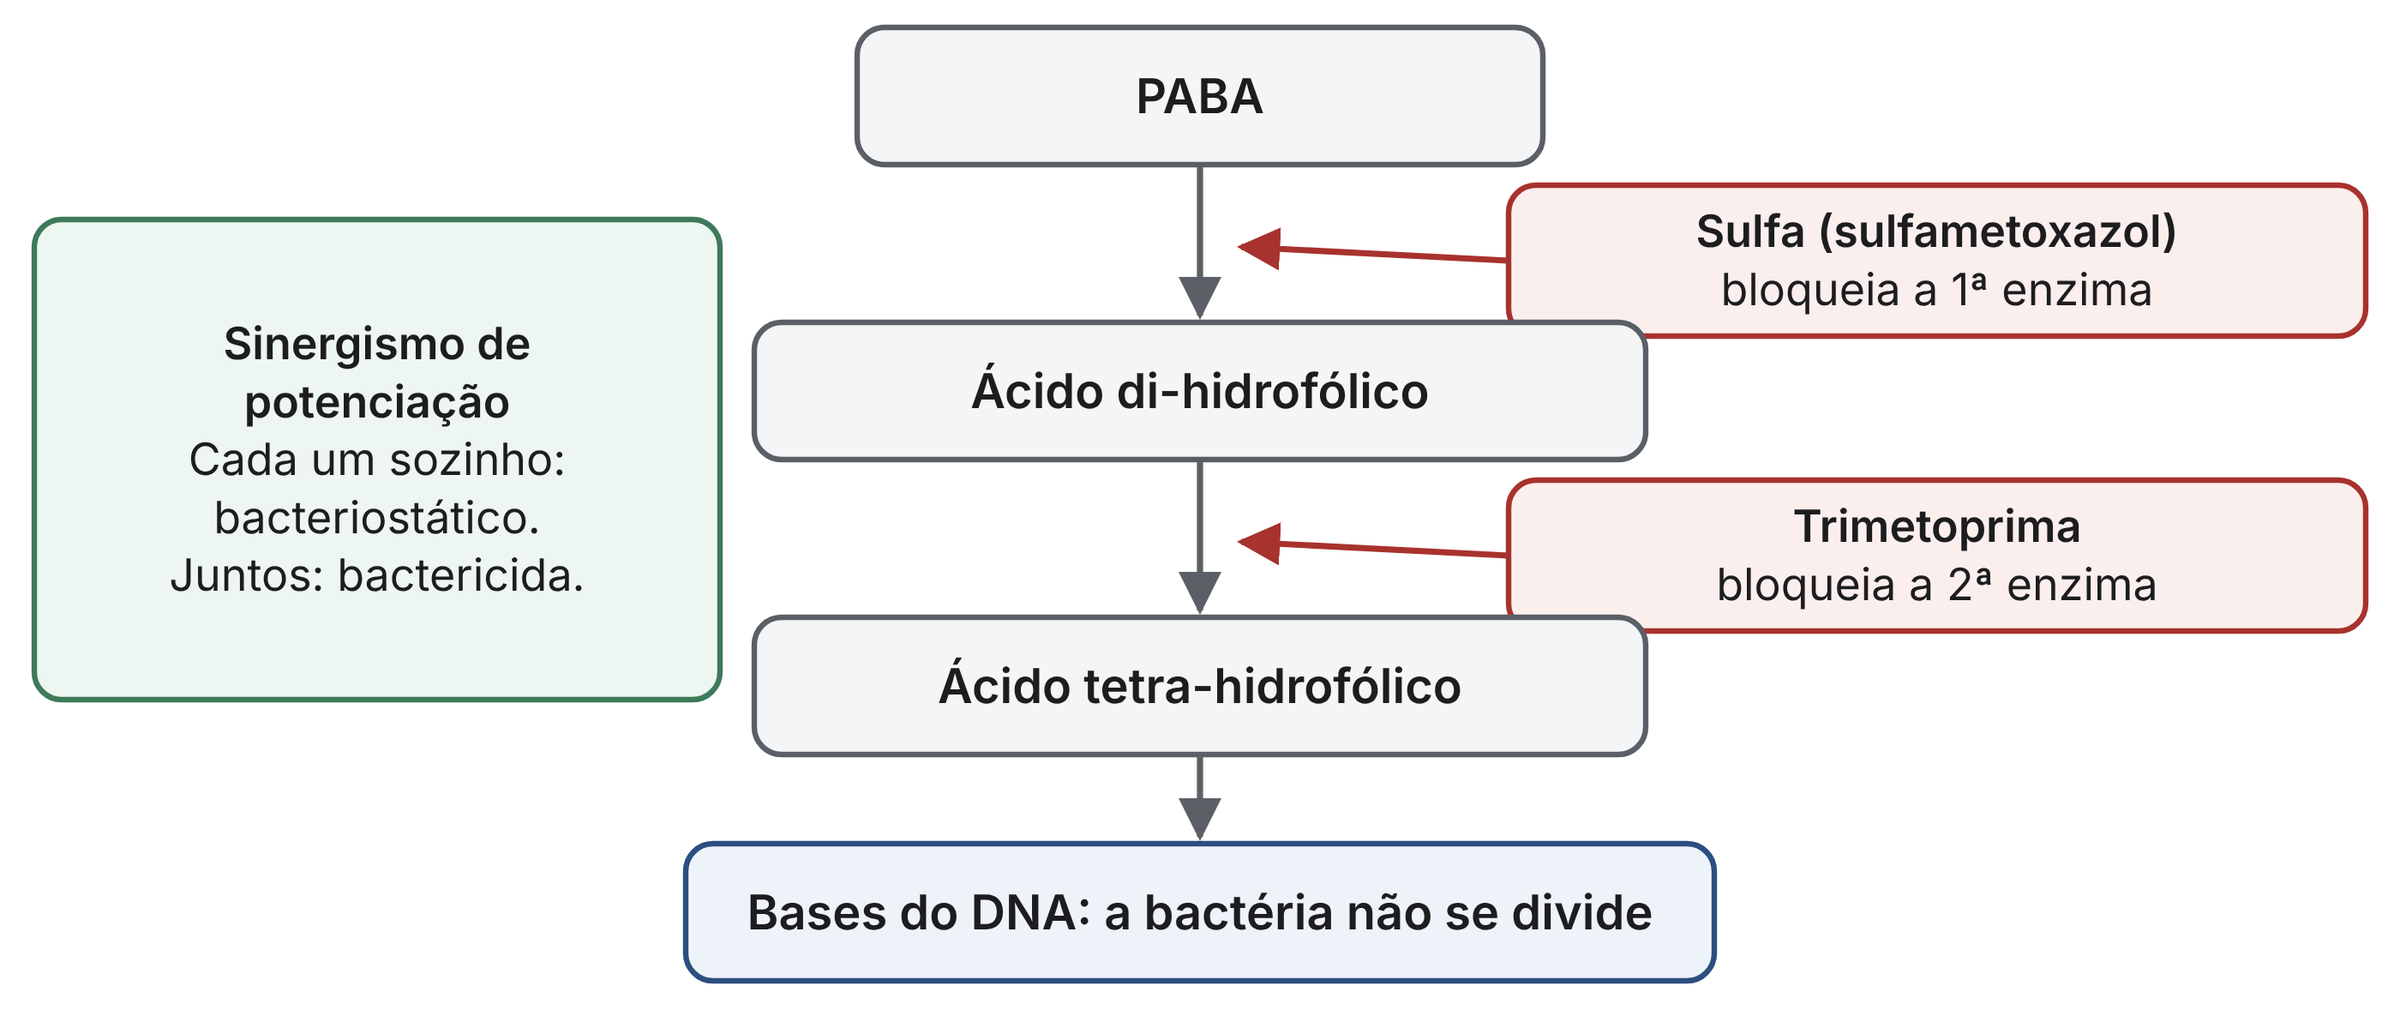 PABA
Sulfa (sulfametoxazol)
bloqueia a 1ª enzima
Sinergismo de
potenciação
Cada um sozinho:
bacteriostático.
Juntos: bactericida.
Ácido di-hidrofólico
Trimetoprima
bloqueia a 2ª enzima
Ácido tetra-hidrofólico
Bases do DNA: a bactéria não se divide